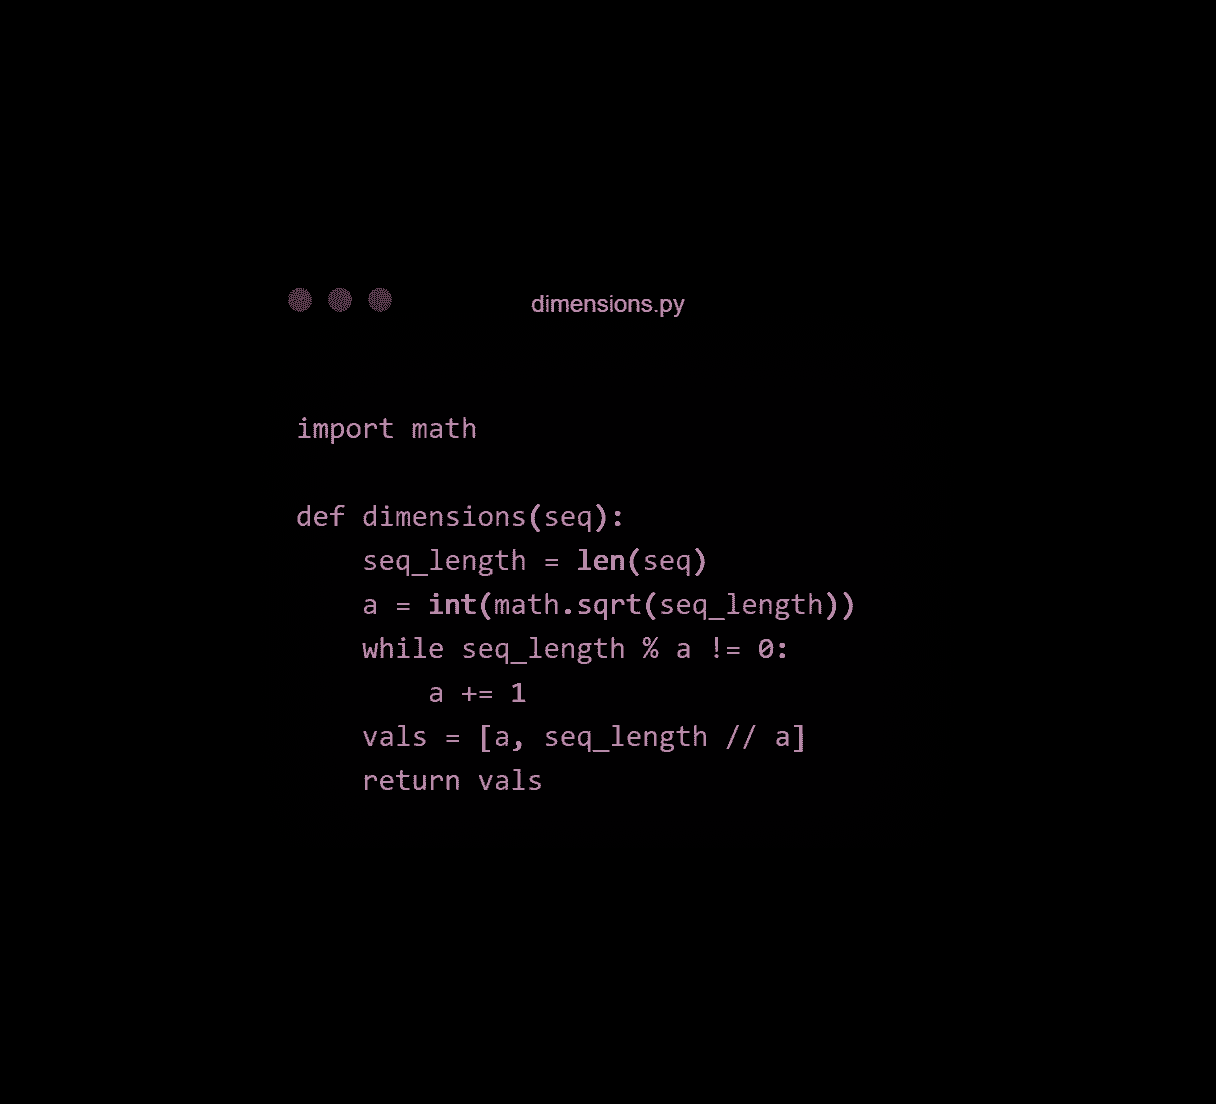 dimensions.py
import math
def dimensions(seq):
    seq_length = len(seq)
    a = int(math.sqrt(seq_length))
    while seq_length % a != 0:
        a += 1
    vals = [a, seq_length // a]
    return vals